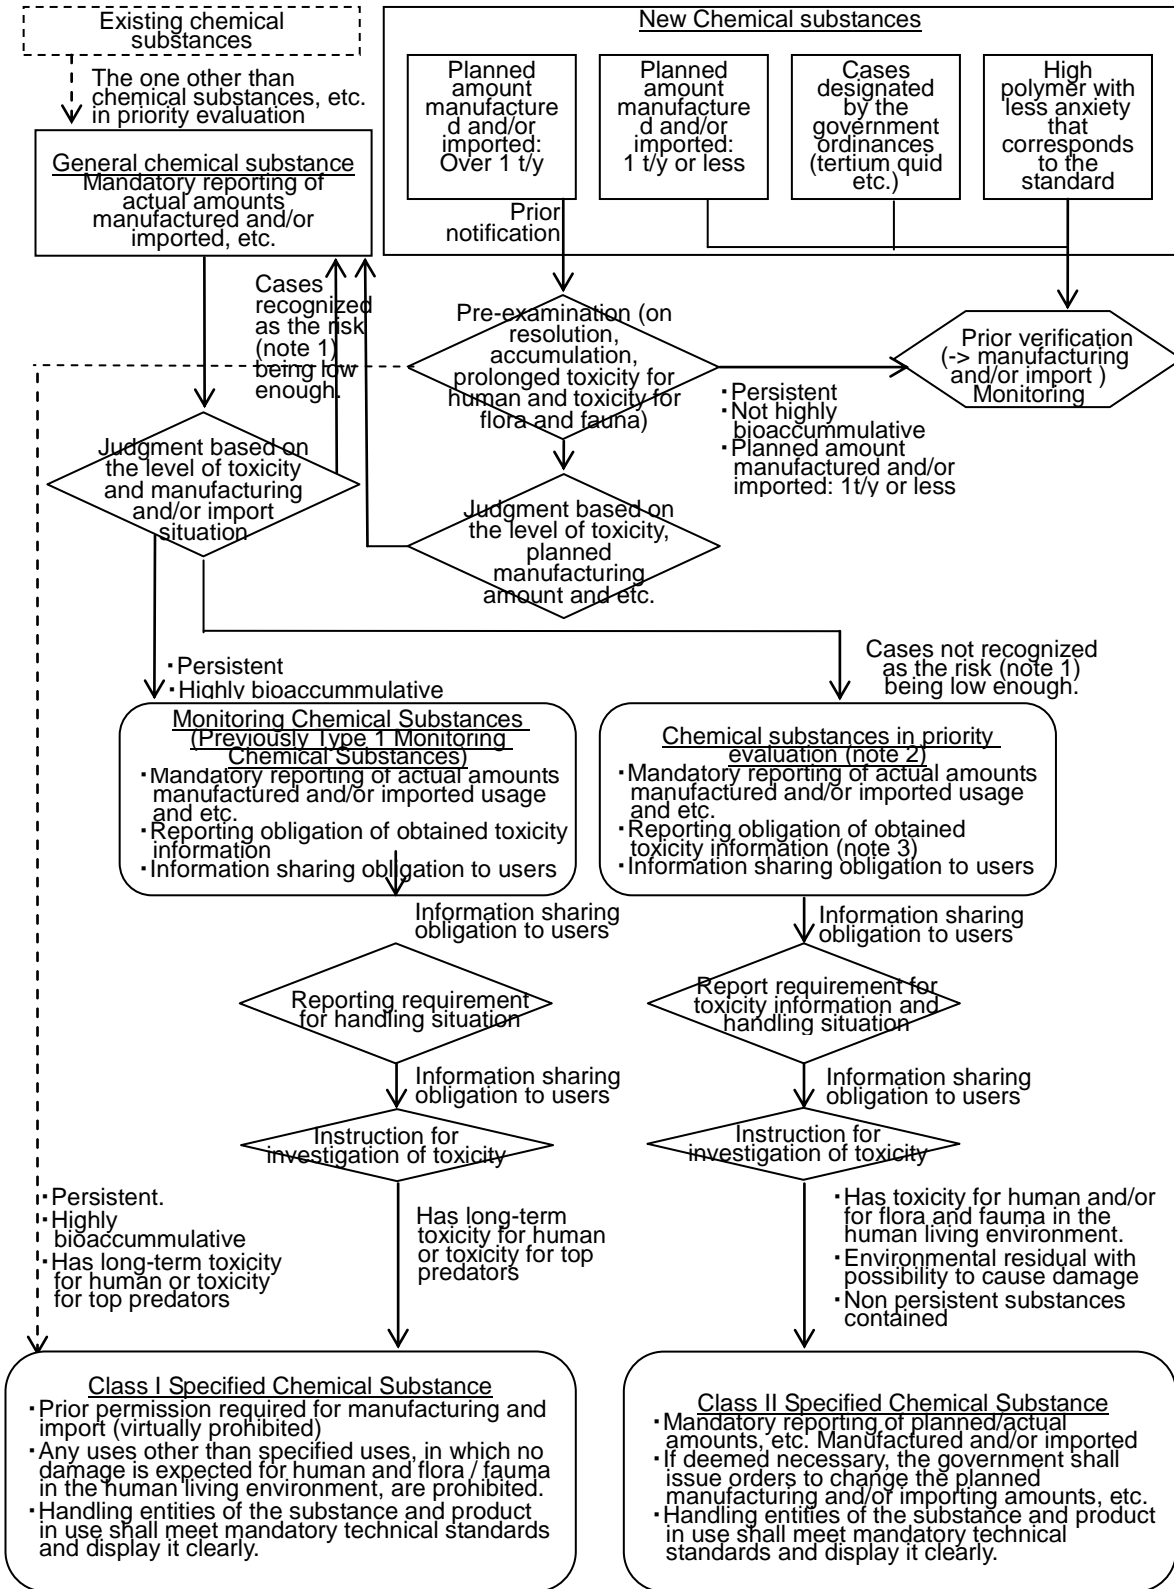 Existing chemical
substances
New Chemical substances
The one other than
chemical substances, etc.
in priority evaluation
Planned
amount
manufacture
d and/or
imported:
Over 1 t/y
Planned
amount
manufacture
d and/or
imported:
1 t/y or less
Cases
designated
by the
government
ordinances
(tertium quid
etc.)
High
polymer with
less anxiety
that
corresponds
to the
standard
General chemical substance
Mandatory reporting of
actual amounts
manufactured and/or
imported, etc.
Prior
notification
Cases
recognized
as the risk
(note 1)
being low
enough.
Pre-examination (on
resolution,
accumulation,
prolonged toxicity for
human and toxicity for
flora and fauna)
Prior verification
(-> manufacturing
and/or import )
Monitoring
・Persistent
・Not highly
bioaccummulative
・Planned amount
manufactured and/or
imported: 1t/y or less
Judgment based on
the level of toxicity
and manufacturing
and/or import
situation
Judgment based on
the level of toxicity,
planned
manufacturing
amount and etc.
・Persistent
・Highly bioaccummulative
Cases not recognized
as the risk (note 1)
being low enough.
Monitoring Chemical Substances
(Previously Type 1 Monitoring
Chemical Substances)
・Mandatory reporting of actual amounts
manufactured and/or imported usage
and etc.
・Reporting obligation of obtained toxicity
information
・Information sharing obligation to users
Chemical substances in priority
evaluation (note 2)
・Mandatory reporting of actual amounts
manufactured and/or imported usage
and etc.
・Reporting obligation of obtained
toxicity information (note 3)
・Information sharing obligation to users
Information sharing
obligation to users
Information sharing
obligation to users
Reporting requirement
for handling situation
Report requirement for
toxicity information and
handling situation
Information sharing
obligation to users
Information sharing
obligation to users
Instruction for
investigation of toxicity
Instruction for
investigation of toxicity
・Persistent.
・Highly
bioaccummulative
・Has long-term toxicity
for human or toxicity
for top predators
Has long-term
toxicity for human
or toxicity for top
predators
・Has toxicity for human and/or
for flora and fauma in the
human living environment.
・Environmental residual with
possibility to cause damage
・Non persistent substances
contained
Class I Specified Chemical Substance
・Prior permission required for manufacturing and
import (virtually prohibited)
・Any uses other than specified uses, in which no
damage is expected for human and flora / fauma
in the human living environment, are prohibited.
・Handling entities of the substance and product
in use shall meet mandatory technical standards
and display it clearly.
Class II Specified Chemical Substance
・Mandatory reporting of planned/actual
amounts, etc. Manufactured and/or imported
・If deemed necessary, the government shall
issue orders to change the planned
manufacturing and/or importing amounts, etc.
・Handling entities of the substance and product
in use shall meet mandatory technical
standards and display it clearly.